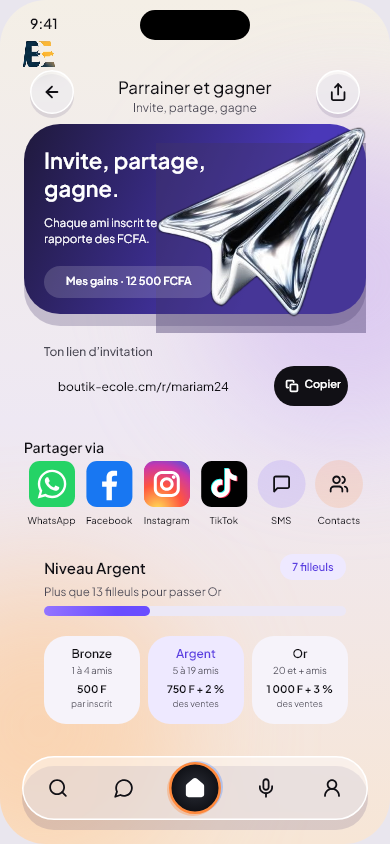 9:41
Parrainer et gagner
Invite, partage, gagne
Invite, partage,
gagne.
Chaque ami inscrit te
rapporte des FCFA.
Mes gains · 12 500 FCFA
Ton lien d'invitation
boutik-ecole.cm/r/mariam24
Copier
Partager via
WhatsApp
Facebook
Instagram
TikTok
SMS
Contacts
Niveau Argent
7 filleuls
Plus que 13 filleuls pour passer Or
Bronze
1 à 4 amis
500 F
par inscrit
Argent
5 à 19 amis
750 F + 2 %
des ventes
Or
20 et + amis
1 000 F + 3 %
des ventes